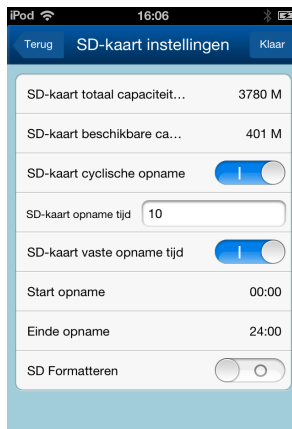 iPod 16:06
Terug SD-kaart instellingen Klaar
SD-kaart totaal capaciteit… 3780 M
SD-kaart beschikbare ca… 401 M
SD-kaart cyclische opname
SD-kaart opname tijd 10
SD-kaart vaste opname tijd
Start opname 00:00
Einde opname 24:00
SD Formatteren